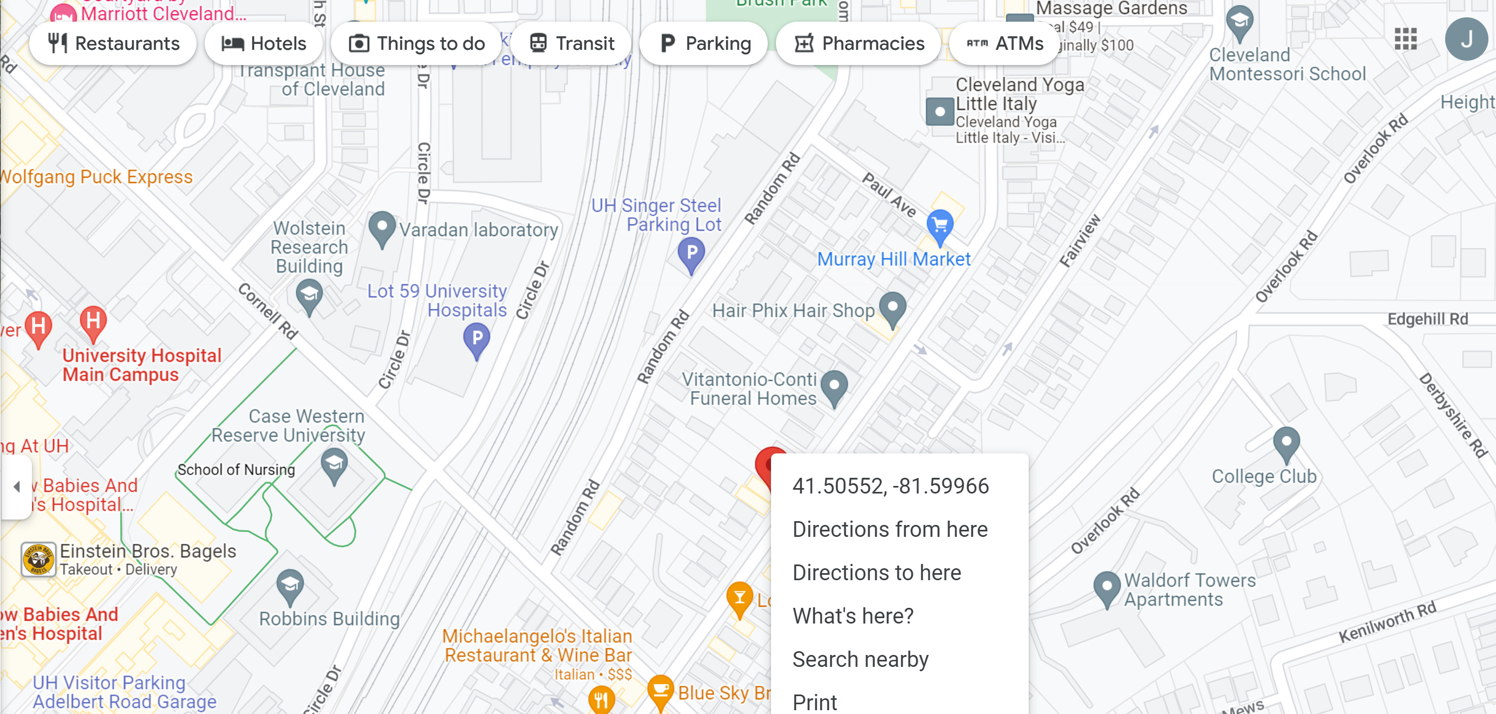 Courtyard by
Marriott Cleveland...
Brush Park
Massage Gardens
$49 |
$100
Restaurants
Hotels
Things to do
Transit
Parking
Pharmacies
ATM ATMs
J
Cleveland
Montessori School
Transplant House
of Cleveland
Rd
Circle Dr
Cleveland Yoga
Little Italy
Cleveland Yoga
Little Italy - Visi...
Height
Overlook Rd
Wolfgang Puck Express
Random Rd
Paul Ave
UH Singer Steel
Parking Lot
P
Wolstein
Research
Building
Varadan laboratory
Murray Hill Market
Fairview
Overlook Rd
Lot 59 University
Hospitals
P
Circle Dr
Cornell Rd
Hair Phix Hair Shop
Edgehill Rd
H
H
University Hospital
Main Campus
Circle Dr
Random Rd
Vitantonio-Conti
Funeral Homes
Derbyshire Rd
Case Western
Reserve University
School of Nursing
At UH
Babies And
Hospital...
College Club
41.50552, -81.59966
Directions from here
Directions to here
What's here?
Search nearby
Print
Random Rd
Overlook Rd
Einstein Bros. Bagels
Takeout • Delivery
Robbins Building
Babies And
Hospital
Waldorf Towers
Apartments
Kenilworth Rd
Michaelangelo's Italian
Restaurant & Wine Bar
Italian • $$$
Blue Sky Br
UH Visitor Parking
Adelbert Road Garage
Circle Dr
Mews